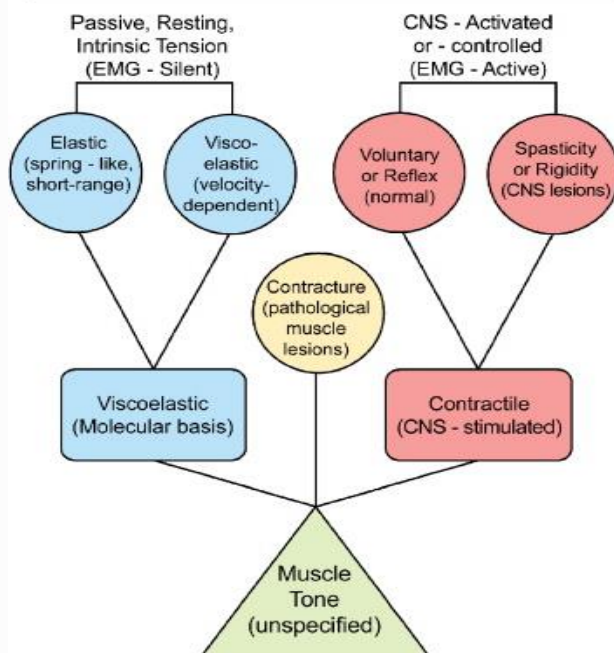 Passive, Resting,
Intrinsic Tension
(EMG - Silent)
CNS - Activated
or - controlled
(EMG - Active)
Elastic
(spring - like,
short-range)
Visco-
elastic
(velocity-
dependent)
Voluntary
or Reflex
(normal)
Spasticity
or Rigidity
(CNS lesions)
Contracture
(pathological
muscle
lesions)
Viscoelastic
(Molecular basis)
Contractile
(CNS - stimulated)
Muscle
Tone
(unspecified)